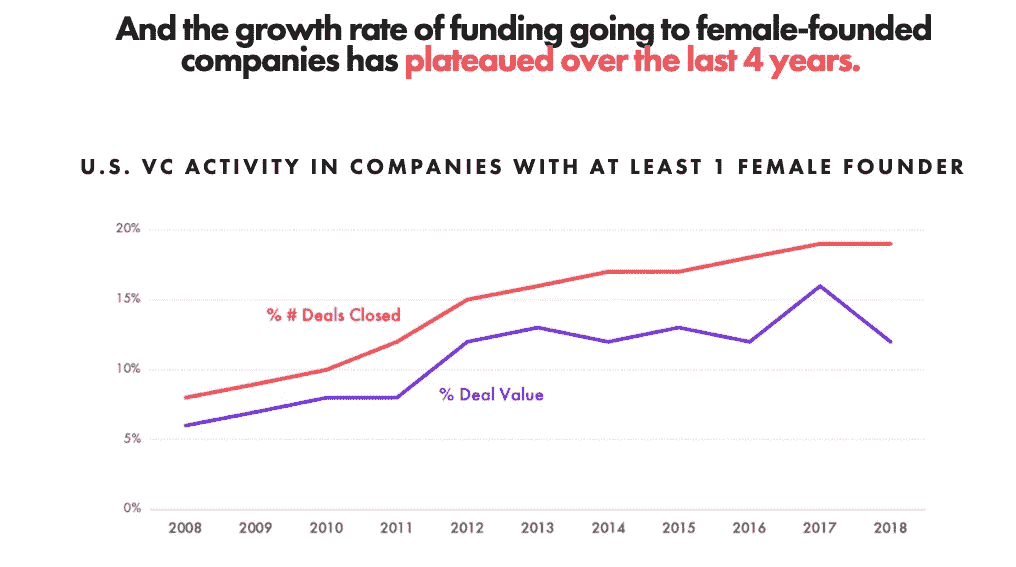 And the growth rate of funding going to female-founded
companies has plateaued over the last 4 years.
U.S. VC ACTIVITY IN COMPANIES WITH AT LEAST 1 FEMALE FOUNDER
20%
15%
% # Deals Closed
10%
% Deal Value
5%
0%
2008 2009 2010 2011 2012 2013 2014 2015 2016 2017 2018